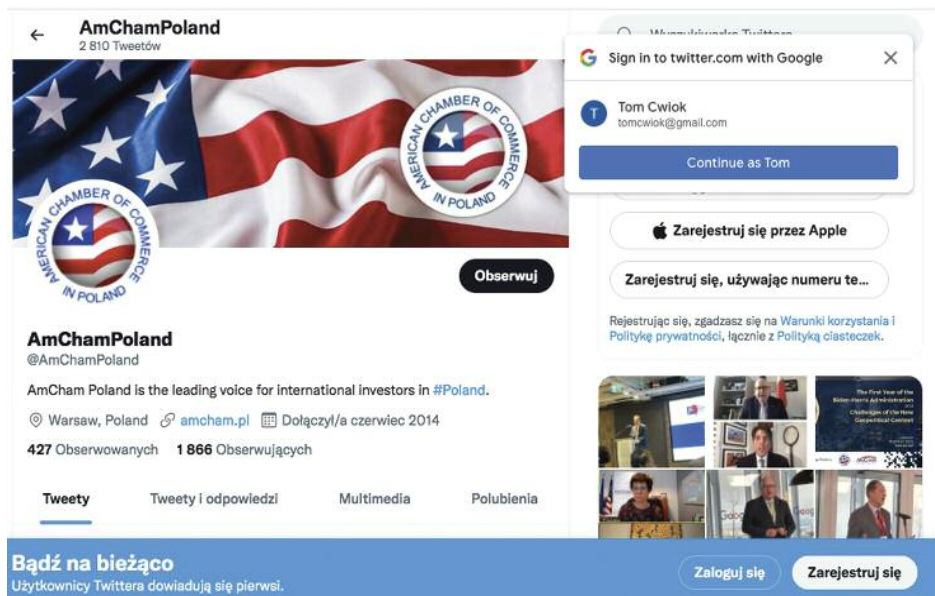 AmChamPoland
2 810 Tweetów
Sign in to twitter.com with Google
Tom Cwiok
tomcwiok@gmail.com
Continue as Tom
AMERICAN CHAMBER OF COMMERCE IN POLAND
AMERICAN CHAMBER OF COMMERCE IN POLAND
Obserwuj
AmChamPoland
@AmChamPoland
AmCham Poland is the leading voice for international investors in #Poland.
Warsaw, Poland amcham.pl Dołączył/a czerwiec 2014
427 Obserwowanych 1 866 Obserwujących
Tweety Tweety i odpowiedzi Multimedia Polubienia
Zarejestruj się przez Apple
Zarejestruj się, używając numeru te...
Rejestrując się, zgadzasz się na Warunki korzystania i
Politykę prywatności, łącznie z Polityką ciasteczek.
The First Year of the
Biden-Harris Administration
Challenges of the New
Geopolitical Context
Bądź na bieżąco
Użytkownicy Twittera dowiadują się pierwsi.
Zaloguj się
Zarejestruj się